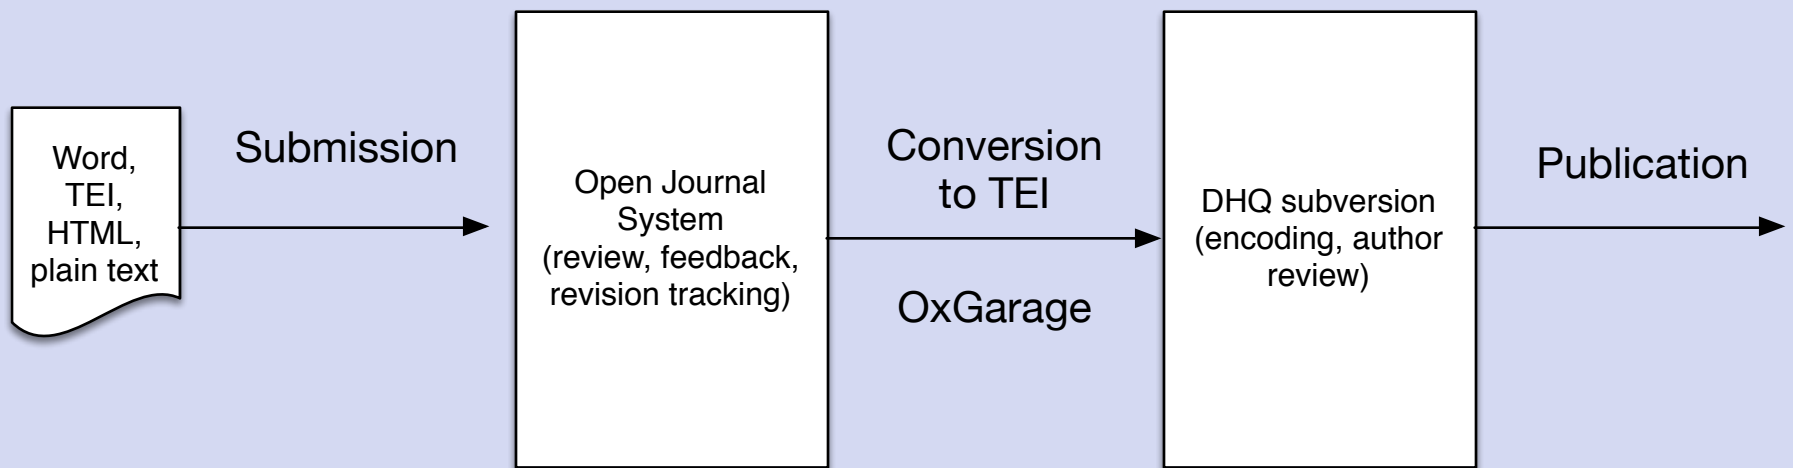 Word,
TEI,
HTML,
plain text
Submission
Open Journal
System
(review, feedback,
revision tracking)
Conversion
to TEI
OxGarage
DHQ subversion
(encoding, author
review)
Publication